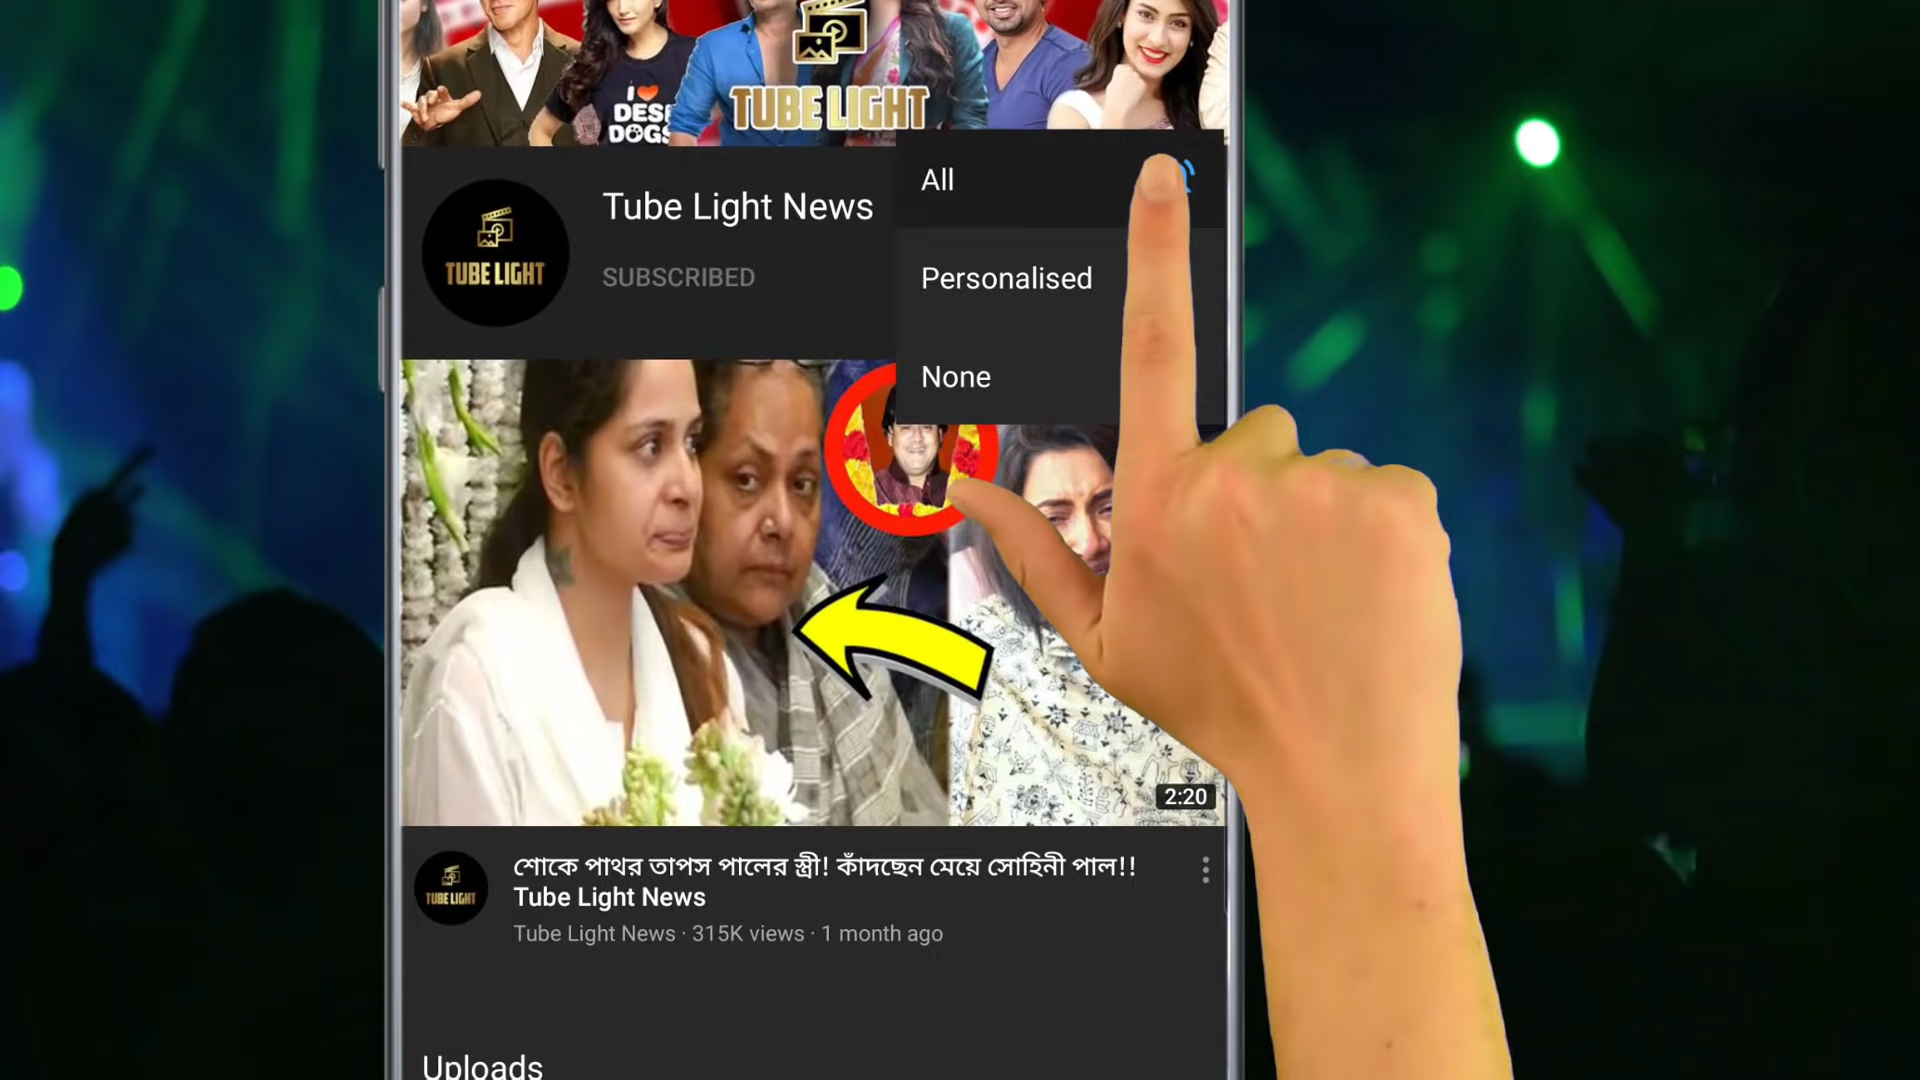 I
DESI
DOGS
TUBE LIGHT
All
Tube Light News
SUBSCRIBED
TUBE LIGHT
Personalised
None
2:20
শোকে পাথর তাপস পালের স্ত্রী! কাঁদছেন মেয়ে সোহিনী পাল!!
Tube Light News
TUBE LIGHT
Tube Light News · 315K views · 1 month ago
Uploads